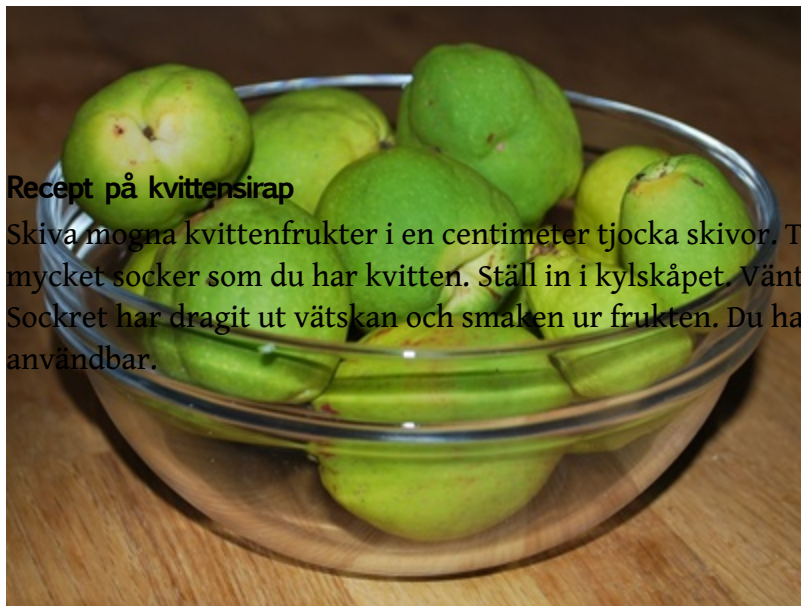 Recept på kvittensirap
Skiva mogna kvittenfrukter i en centimeter tjocka skivor.
mycket socker som du har kvitten. Ställ in i kylskåpet.
Sockret har dragit ut vätskan och smaken ur frukten. Du
användbar.